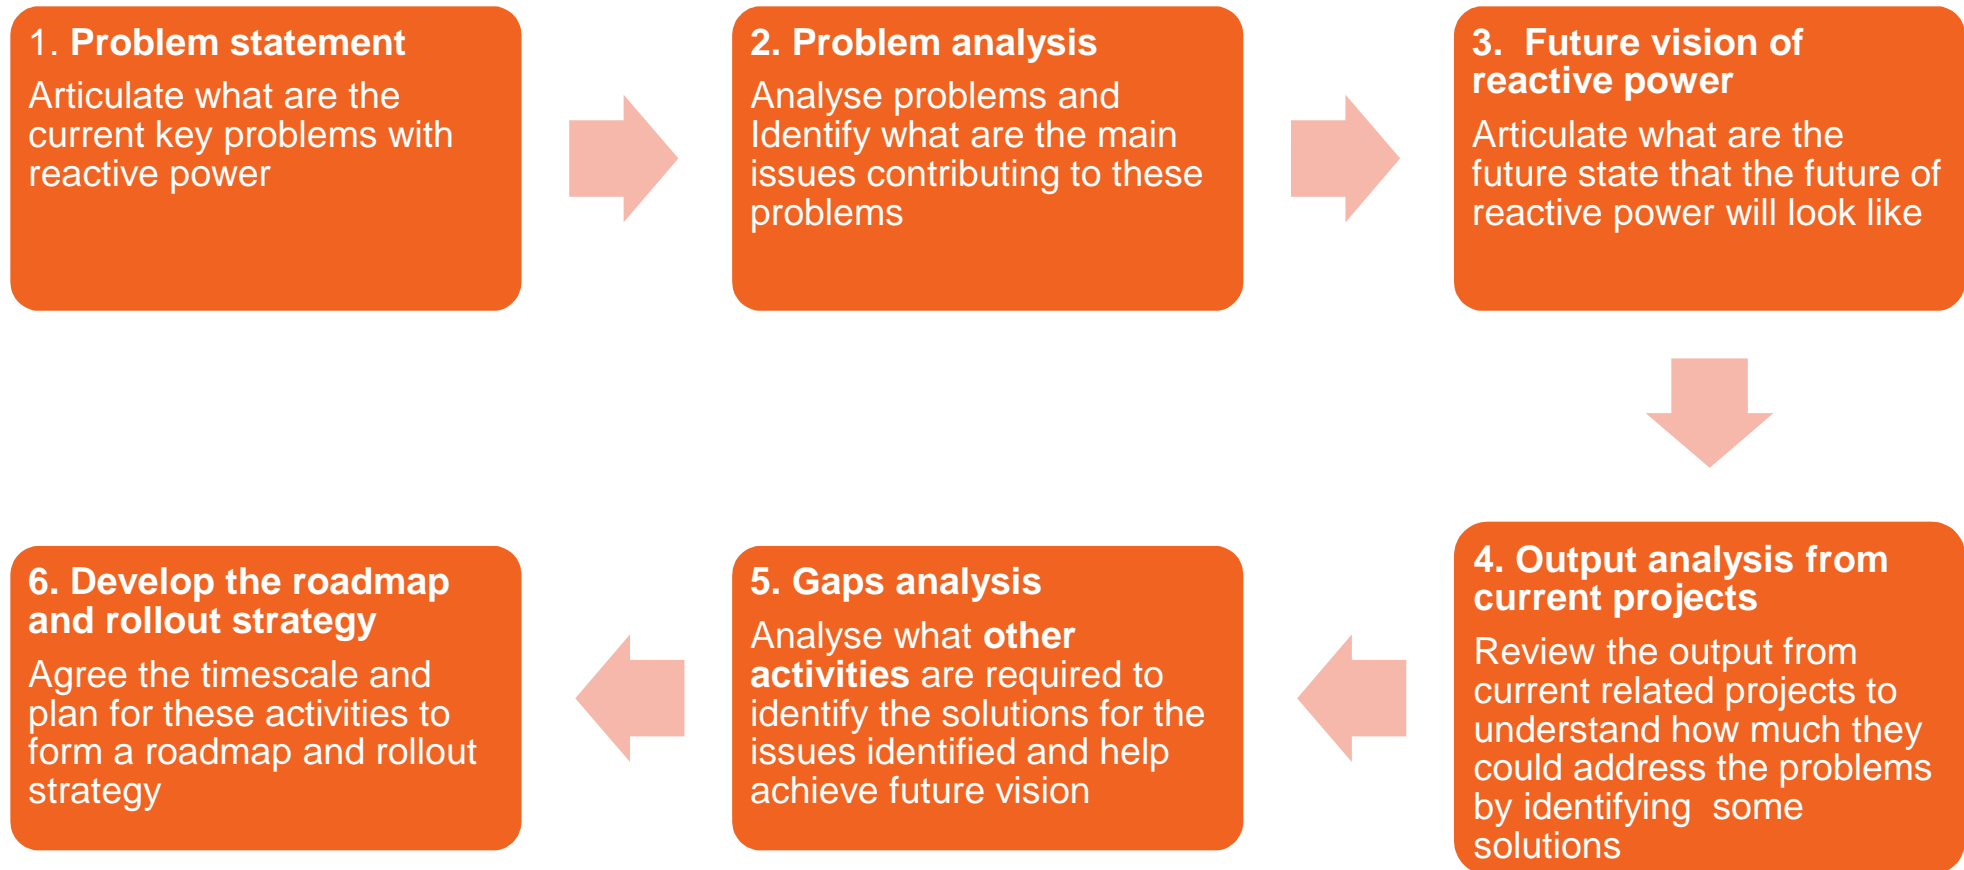 1. Problem statement
Articulate what are the
current key problems with
reactive power
2. Problem analysis
Analyse problems and
Identify what are the main
issues contributing to these
problems
3. Future vision of
reactive power
Articulate what are the
future state that the future of
reactive power will look like
4. Output analysis from
current projects
Review the output from
current related projects to
understand how much they
could address the problems
by identifying some
solutions
5. Gaps analysis
Analyse what other
activities are required to
identify the solutions for the
issues identified and help
achieve future vision
6. Develop the roadmap
and rollout strategy
Agree the timescale and
plan for these activities to
form a roadmap and rollout
strategy